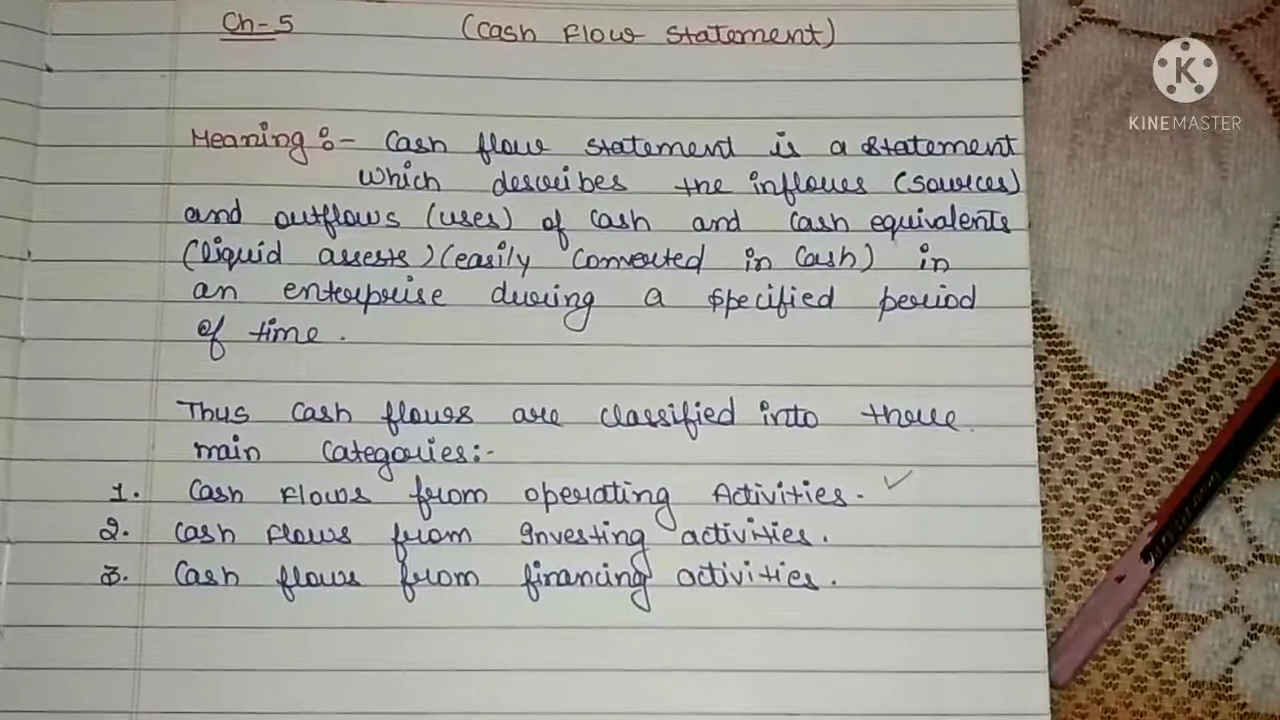 Ch-5 (Cash Flow Statement)
Meaning :- Cash flow statement is a statement
which describes the inflows (sources)
and outflows (uses) of cash and cash equivalents
(liquid assests) (easily converted in cash) in
an enterprise during a specified period
of time.
Thus cash flows are classified into three
main categories:-
1. Cash Flows from operating Activities.
2. Cash Flows from Investing activities.
3. Cash flows from financing activities.
K
KINEMASTER